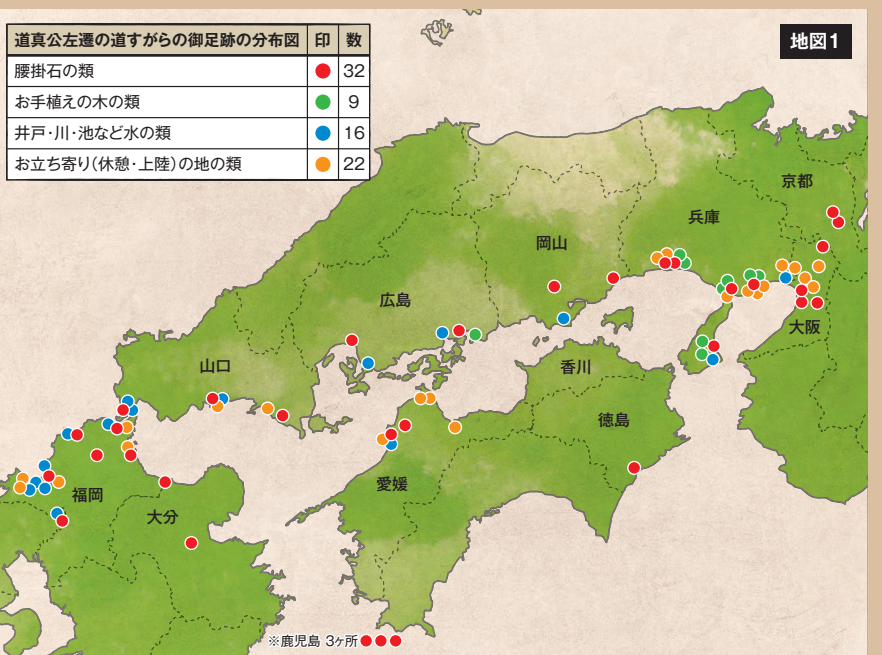 道真公左遷の道すがらの御足跡の分布図 印 数
腰掛石の類 32
お手植えの木の類 9
井戸・川・池など水の類 16
お立ち寄り(休憩・上陸)の地の類 22
地図1
京都
兵庫
岡山
広島
大阪
山口
香川
徳島
愛媛
福岡
大分
※鹿児島 3ヶ所